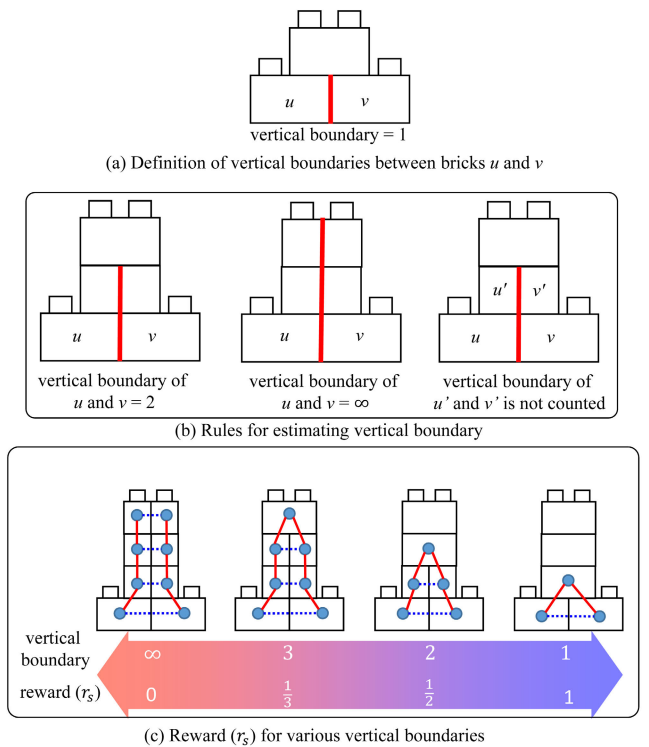 u v
vertical boundary = 1
(a) Definition of vertical boundaries between bricks u and v
u' v'
u v u v u v
vertical boundary of vertical boundary of vertical boundary of
u and v = 2 u and v = ∞ u' and v' is not counted
(b) Rules for estimating vertical boundary
vertical boundary ∞ 3 2 1
reward (rₛ) 0 1/3 1/2 1
(c) Reward (rₛ) for various vertical boundaries